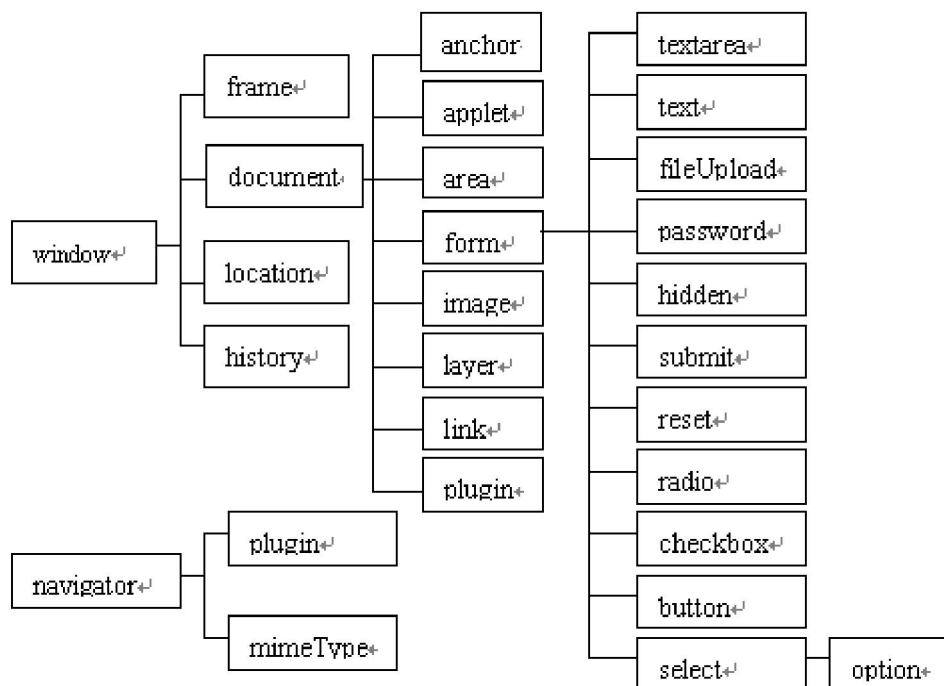 window
frame
document
location
history
anchor
applet
area
form
image
layer
link
plugin
textarea
text
fileUpload
password
hidden
submit
reset
radio
checkbox
button
select
option
navigator
plugin
mimeType